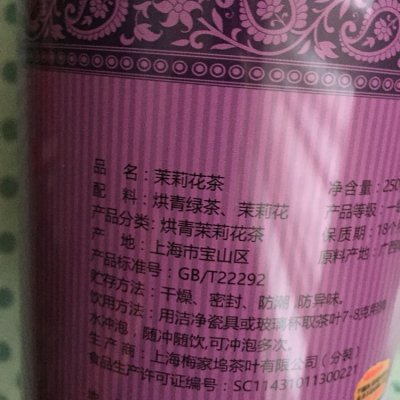 品 名：茉莉花茶 净含量：250
配 料：烘青绿茶、茉莉花 产品等级：一级
产品分类：烘青茉莉花茶 保质期：18个
产 地：上海市宝山区 原料产地：广西
产品标准号：GB/T22292
贮存方法：干燥、密封、防潮、防异味。
饮用方法：用洁净瓷具或玻璃杯取茶叶7-8克用沸
水冲泡，随冲随饮,可冲泡多次。
生产商：上海梅家坞茶叶有限公司（分装）
食品生产许可证编号：SC11431011300221